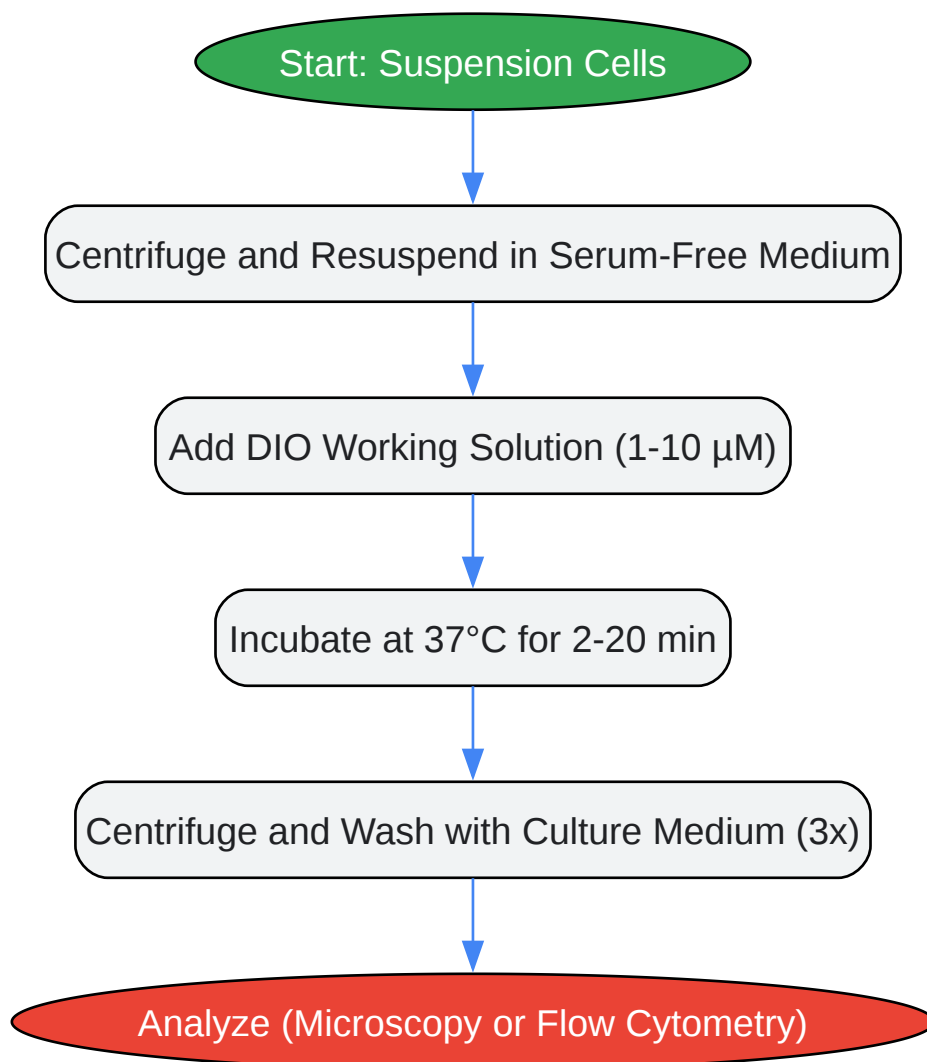 Start: Suspension Cells
Centrifuge and Resuspend in Serum-Free Medium
Add DIO Working Solution (1-10 µM)
Incubate at 37°C for 2-20 min
Centrifuge and Wash with Culture Medium (3x)
Analyze (Microscopy or Flow Cytometry)